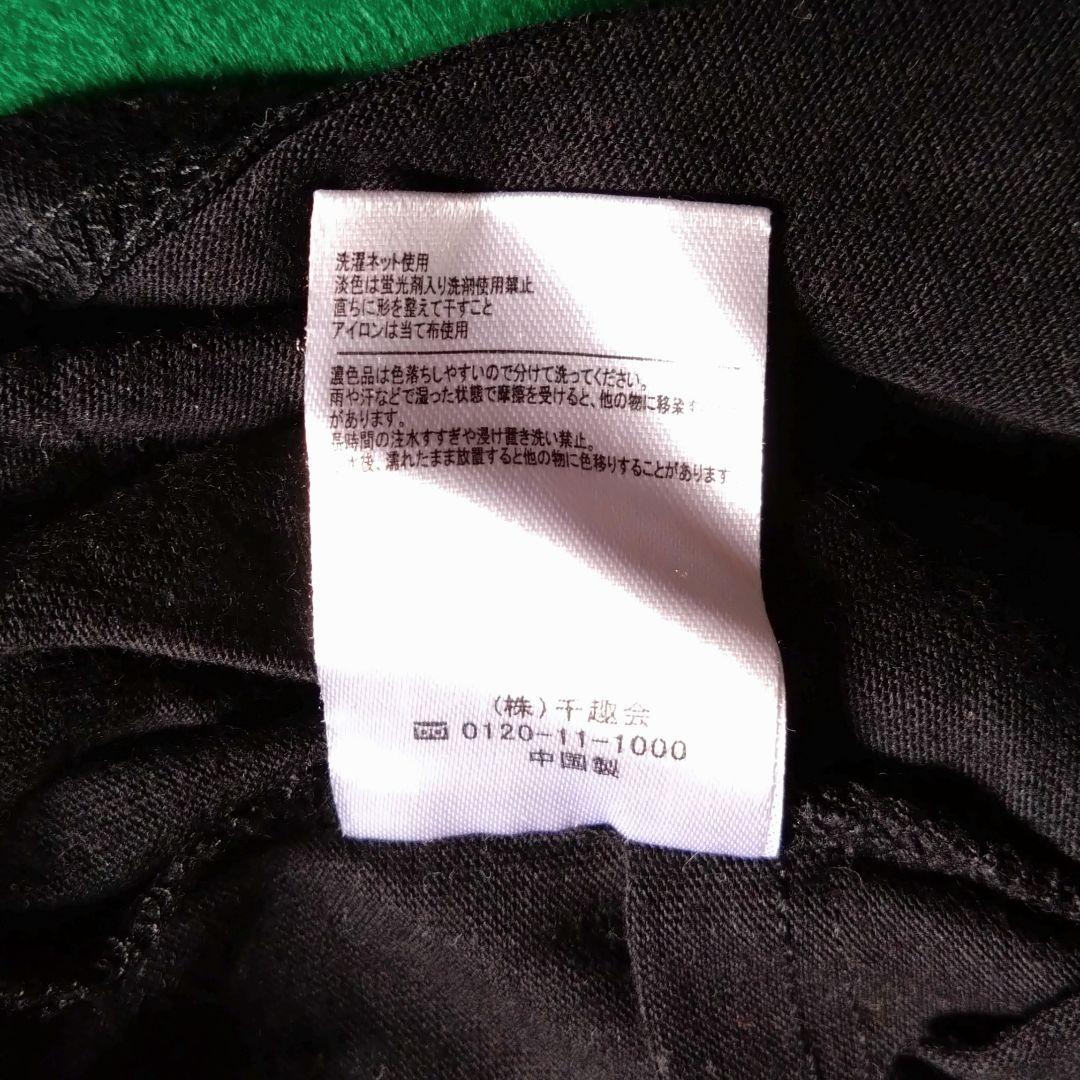 洗濯ネット使用
淡色は蛍光剤入り洗剤使用禁止
直ちに形を整えて干すこと
アイロンは当て布使用
濃色品は色落ちしやすいので分けて洗ってください。
雨や汗などで湿った状態で摩擦を受けると、他の物に移染す
があります。
長時間の注水すすぎや浸け置き洗い禁止。
後、濡れたまま放置すると他の物に色移りすることがあります
(株)千趣会
0120-11-1000
中国製